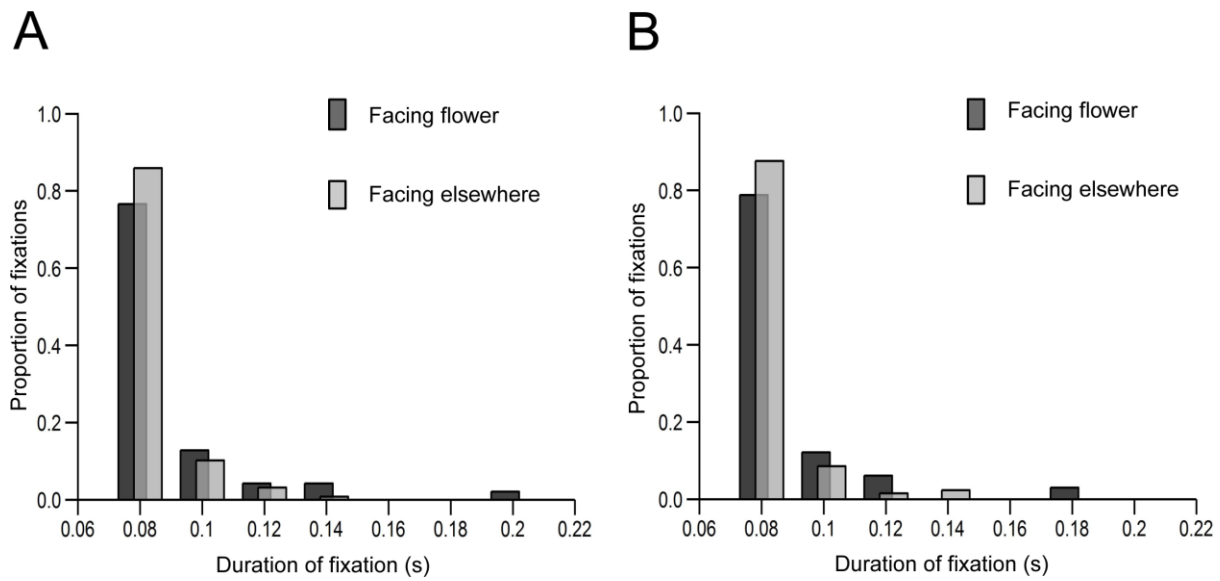 A
Facing flower
Facing elsewhere
Proportion of fixations
1.0
0.8
0.6
0.4
0.2
0.0
0.06 0.08 0.1 0.12 0.14 0.16 0.18 0.2 0.22
Duration of fixation (s)
B
Facing flower
Facing elsewhere
Proportion of fixations
1.0
0.8
0.6
0.4
0.2
0.0
0.06 0.08 0.1 0.12 0.14 0.16 0.18 0.2 0.22
Duration of fixation (s)